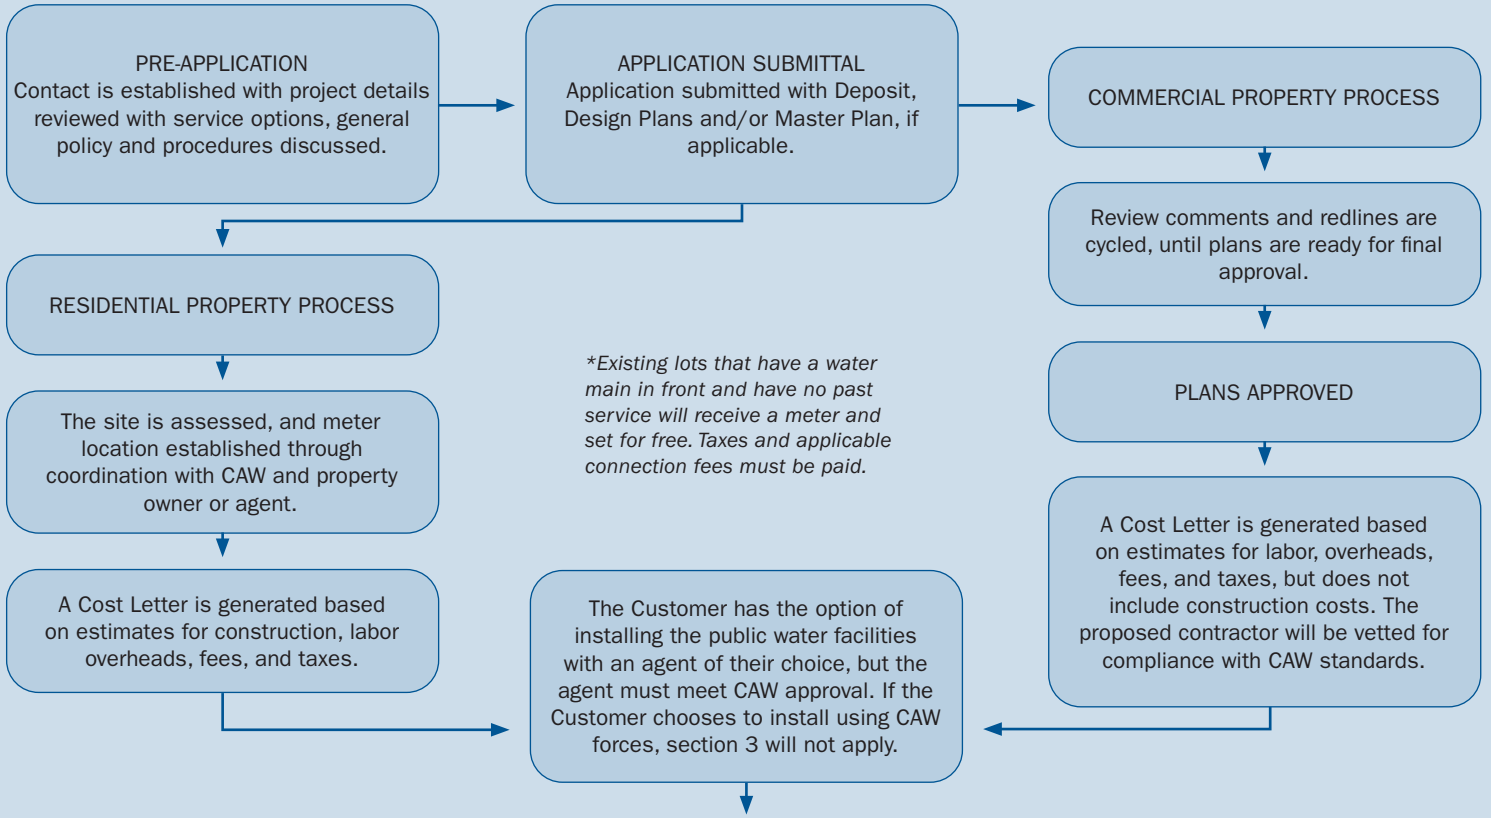 PRE-APPLICATION
Contact is established with project details
reviewed with service options, general
policy and procedures discussed.
APPLICATION SUBMITTAL
Application submitted with Deposit,
Design Plans and/or Master Plan, if
applicable.
COMMERCIAL PROPERTY PROCESS
Review comments and redlines are
cycled, until plans are ready for final
approval.
RESIDENTIAL PROPERTY PROCESS
*Existing lots that have a water
main in front and have no past
service will receive a meter and
set for free. Taxes and applicable
connection fees must be paid.
PLANS APPROVED
The site is assessed, and meter
location established through
coordination with CAW and property
owner or agent.
A Cost Letter is generated based
on estimates for labor, overheads,
fees, and taxes, but does not
include construction costs. The
proposed contractor will be vetted for
compliance with CAW standards.
A Cost Letter is generated based
on estimates for construction, labor
overheads, fees, and taxes.
The Customer has the option of
installing the public water facilities
with an agent of their choice, but the
agent must meet CAW approval. If the
Customer chooses to install using CAW
forces, section 3 will not apply.